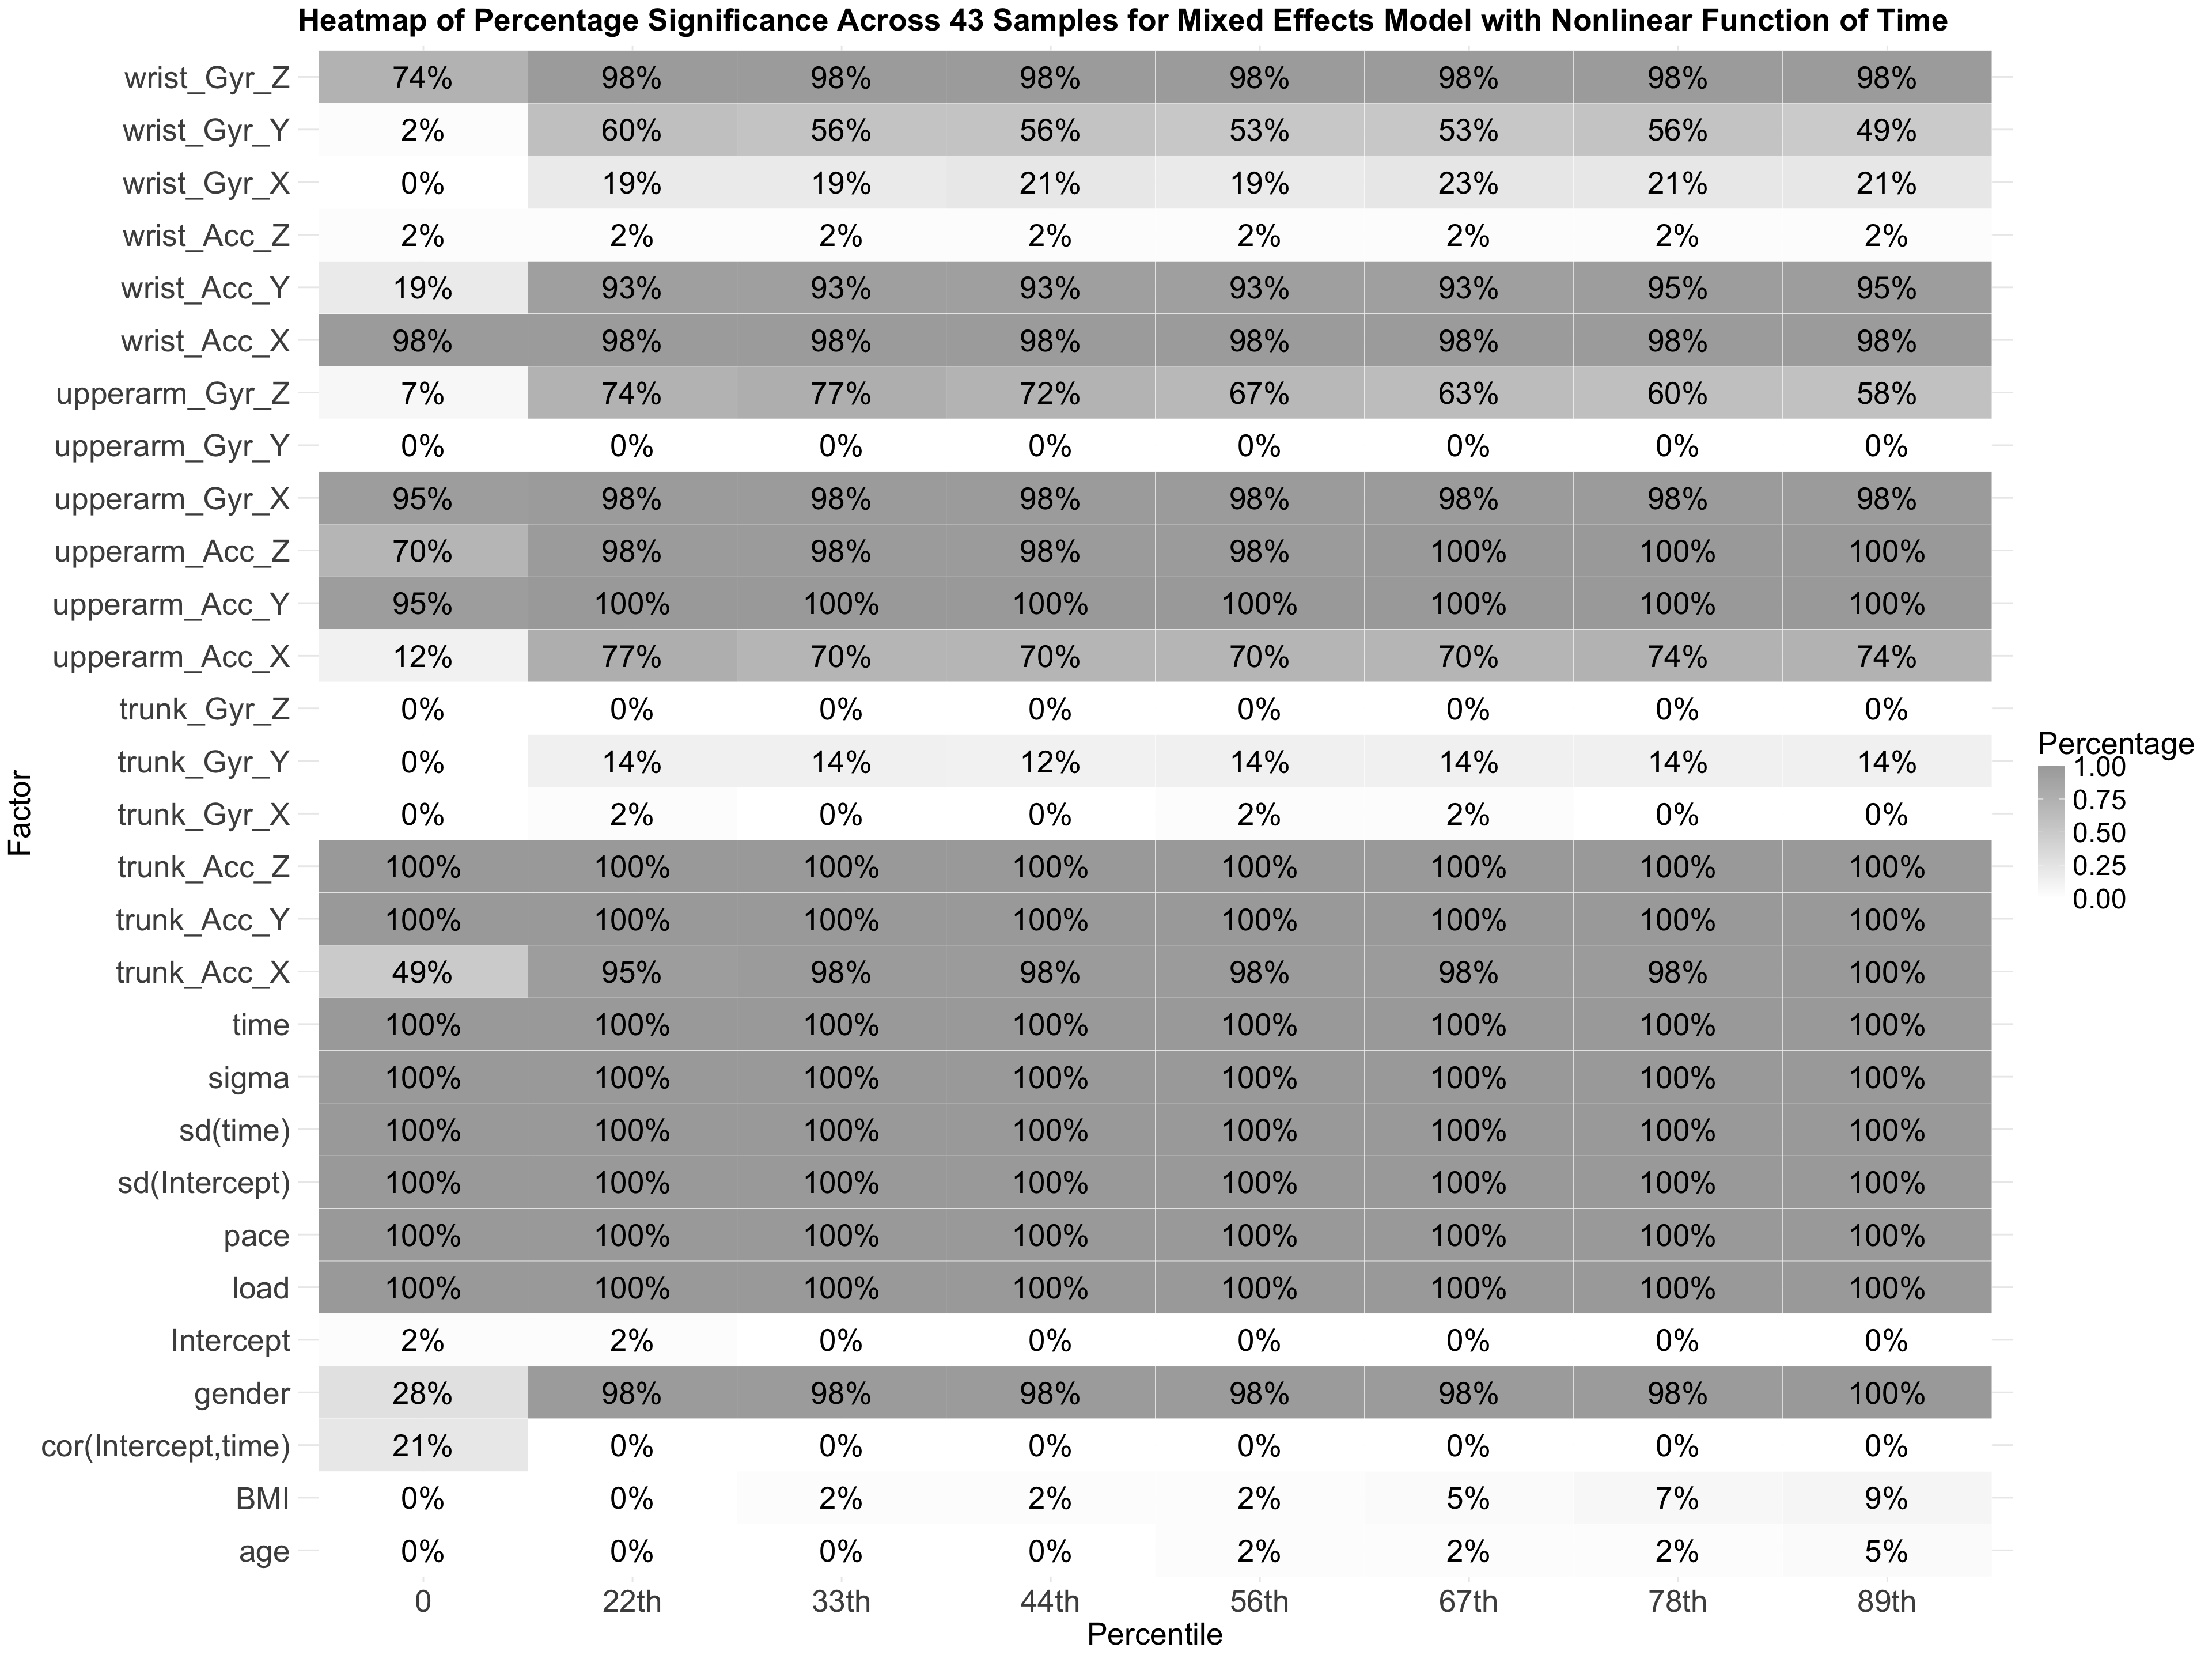 Heatmap of Percentage Significance Across 43 Samples for Mixed Effects Model with Nonlinear Function of Time
wrist_Gyr_Z 74% 98% 98% 98% 98% 98% 98% 98%
wrist_Gyr_Y 2% 60% 56% 56% 53% 53% 56% 49%
wrist_Gyr_X 0% 19% 19% 21% 19% 23% 21% 21%
wrist_Acc_Z 2% 2% 2% 2% 2% 2% 2% 2%
wrist_Acc_Y 19% 93% 93% 93% 93% 93% 95% 95%
wrist_Acc_X 98% 98% 98% 98% 98% 98% 98% 98%
upperarm_Gyr_Z 7% 74% 77% 72% 67% 63% 60% 58%
upperarm_Gyr_Y 0% 0% 0% 0% 0% 0% 0% 0%
upperarm_Gyr_X 95% 98% 98% 98% 98% 98% 98% 98%
upperarm_Acc_Z 70% 98% 98% 98% 98% 100% 100% 100%
upperarm_Acc_Y 95% 100% 100% 100% 100% 100% 100% 100%
upperarm_Acc_X 12% 77% 70% 70% 70% 70% 74% 74%
trunk_Gyr_Z 0% 0% 0% 0% 0% 0% 0% 0%
trunk_Gyr_Y 0% 14% 14% 12% 14% 14% 14% 14%
trunk_Gyr_X 0% 2% 0% 0% 2% 2% 0% 0%
trunk_Acc_Z 100% 100% 100% 100% 100% 100% 100% 100%
trunk_Acc_Y 100% 100% 100% 100% 100% 100% 100% 100%
trunk_Acc_X 49% 95% 98% 98% 98% 98% 98% 100%
time 100% 100% 100% 100% 100% 100% 100% 100%
sigma 100% 100% 100% 100% 100% 100% 100% 100%
sd(time) 100% 100% 100% 100% 100% 100% 100% 100%
sd(Intercept) 100% 100% 100% 100% 100% 100% 100% 100%
pace 100% 100% 100% 100% 100% 100% 100% 100%
load 100% 100% 100% 100% 100% 100% 100% 100%
Intercept 2% 2% 0% 0% 0% 0% 0% 0%
gender 28% 98% 98% 98% 98% 98% 98% 100%
cor(Intercept,time) 21% 0% 0% 0% 0% 0% 0% 0%
BMI 0% 0% 2% 2% 2% 5% 7% 9%
age 0% 0% 0% 0% 2% 2% 2% 5%
0 22th 33th 44th 56th 67th 78th 89th
Percentile
Factor
Percentage
1.00
0.75
0.50
0.25
0.00